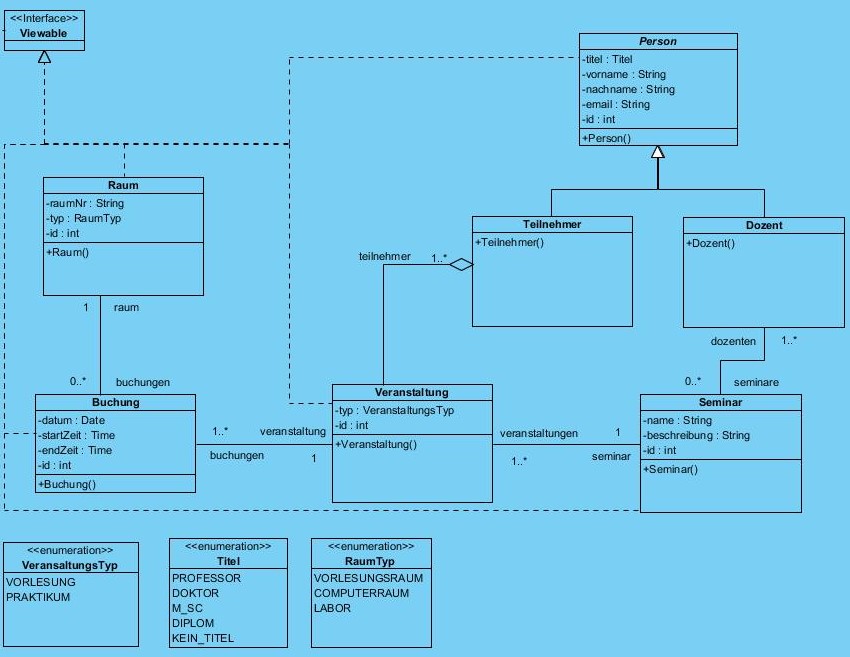 <<Interface>>
Viewable
Person
-titel : Titel
-vorname : String
-nachname : String
-email : String
-id : int
+Person()
Raum
-raumNr : String
-typ : RaumTyp
-id : int
+Raum()
Teilnehmer
+Teilnehmer()
Dozent
+Dozent()
teilnehmer 1..*
1 raum
dozenten 1..*
0..* buchungen
0..* seminare
Buchung
-datum : Date
-startZeit : Time
-endZeit : Time
-id : int
+Buchung()
1..* veranstaltung
buchungen 1
Veranstaltung
-typ : VeranstaltungsTyp
-id : int
+Veranstaltung()
veranstaltungen 1
1..* seminar
Seminar
-name : String
-beschreibung : String
-id : int
+Seminar()
<<enumeration>>
VeransaltungsTyp
VORLESUNG
PRAKTIKUM
<<enumeration>>
Titel
PROFESSOR
DOKTOR
M_SC
DIPLOM
KEIN_TITEL
<<enumeration>>
RaumTyp
VORLESUNGSRAUM
COMPUTERRAUM
LABOR